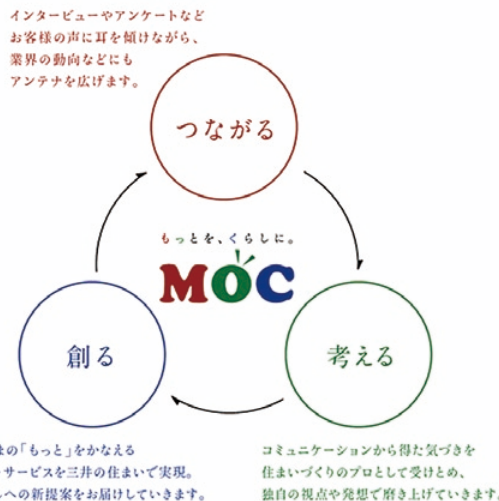 インタービューやアンケートなど
お客様の声に耳を傾けながら、
業界の動向などにも
アンテナを広げます。
つながる
もっとを、くらしに。
MOC
創る
考える
の「もっと」をかなえる
サービスを三井の住まいで実現。
への新提案をお届けしていきます。
コミュニケーションから得た気づきを
住まいづくりのプロとして受けとめ、
独自の視点や発想で磨き上げていきます。